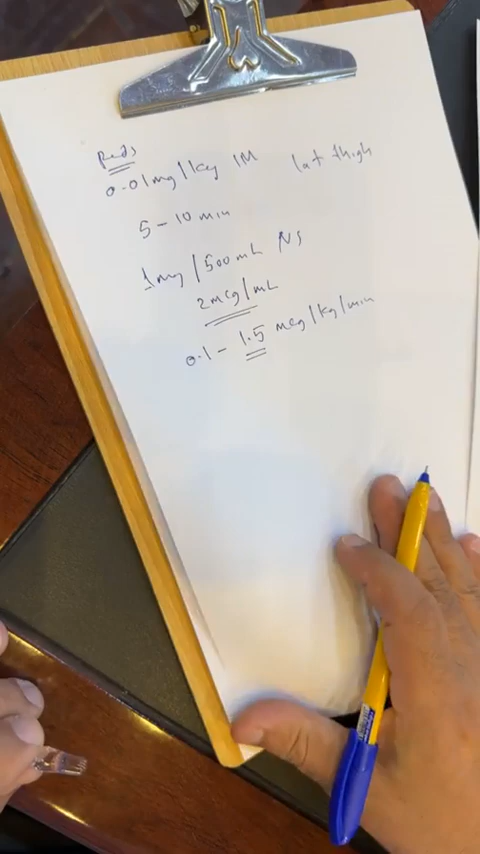 Peds
0.01mg/kg IM lat thigh
5-10 min
1mg/500mL NS
2mcg/mL
0.1-1.5 mcg/kg/min